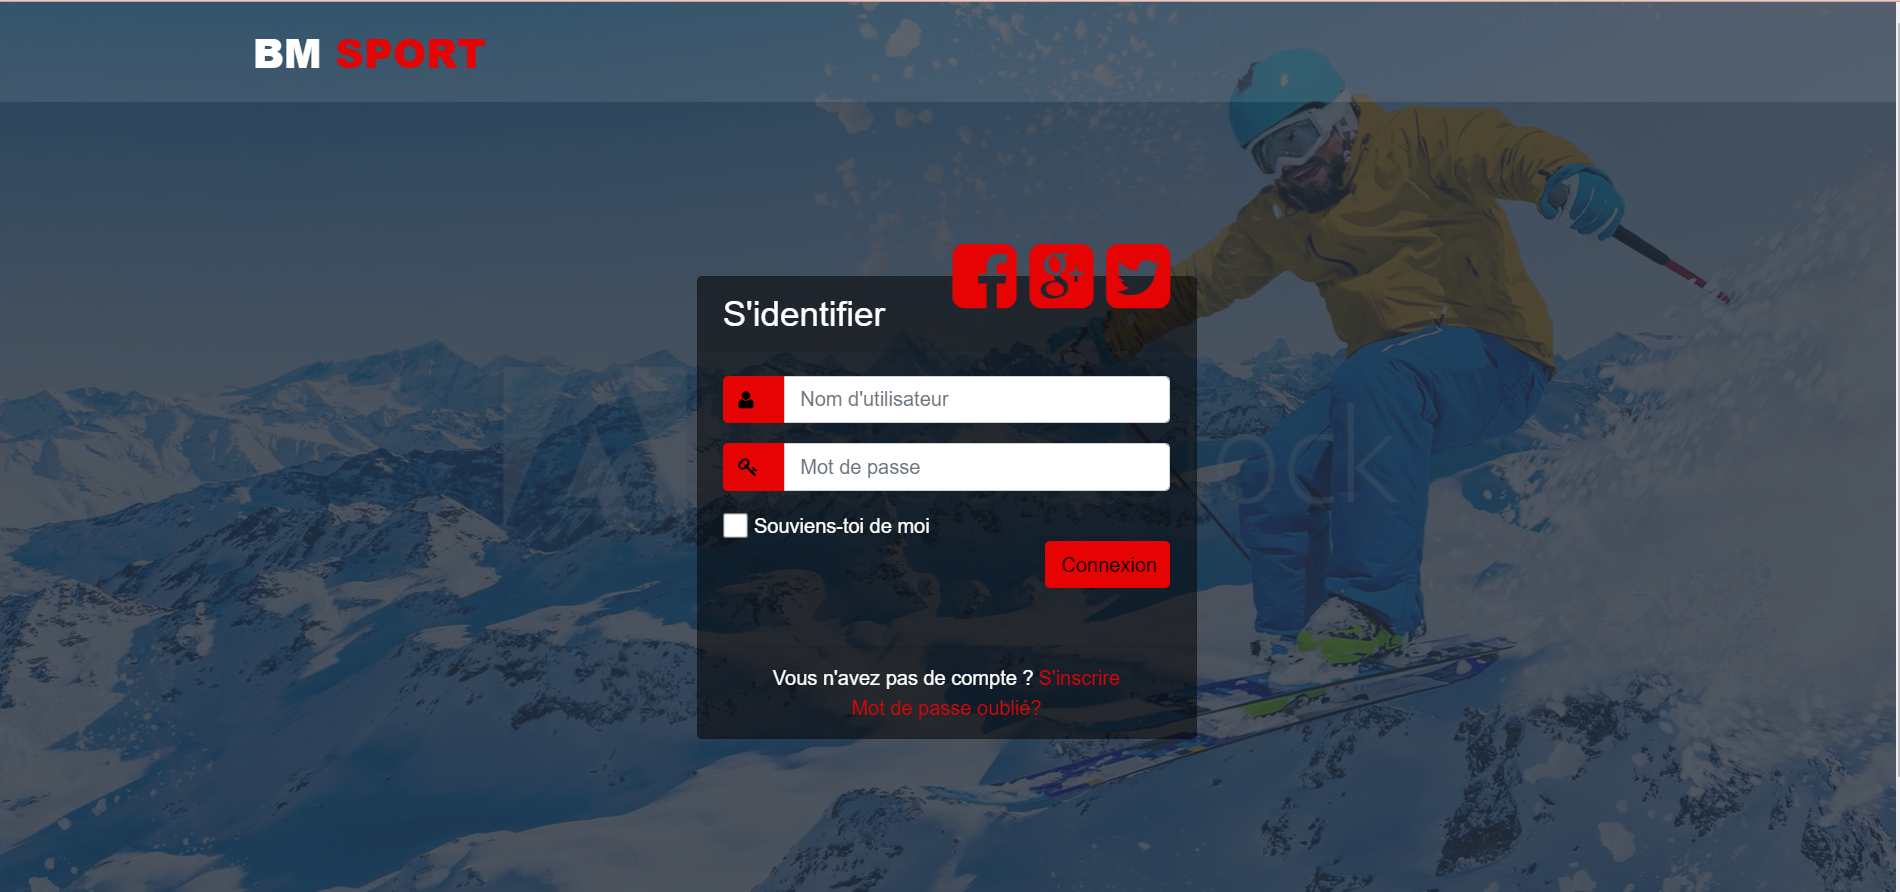 BM SPORT
S'identifier
Nom d'utilisateur
Mot de passe
Souviens-toi de moi
Connexion
Vous n'avez pas de compte ? S'inscrire
Mot de passe oublié?